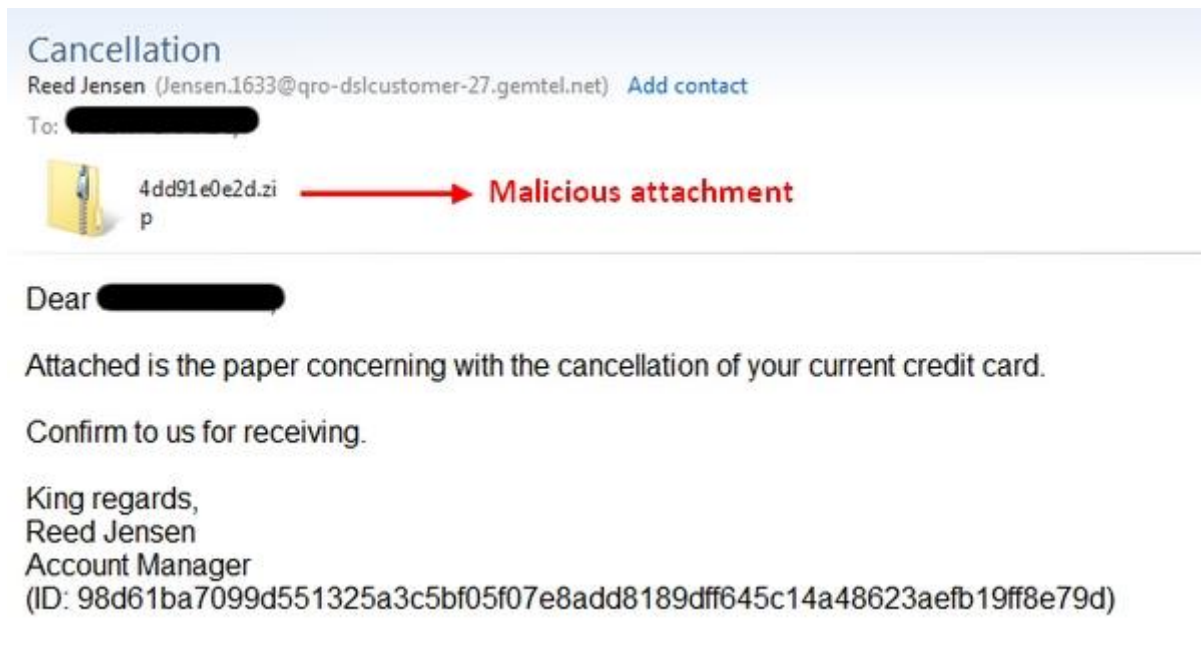 Cancellation
Reed Jensen (Jensen.1633@qro-dslcustomer-27.gemtel.net) Add contact
To:
4dd91e0e2d.zi
p
Malicious attachment
Dear
Attached is the paper concerning with the cancellation of your current credit card.
Confirm to us for receiving.
King regards,
Reed Jensen
Account Manager
(ID: 98d61ba7099d551325a3c5bf05f07e8add8189dff645c14a48623aefb19ff8e79d)